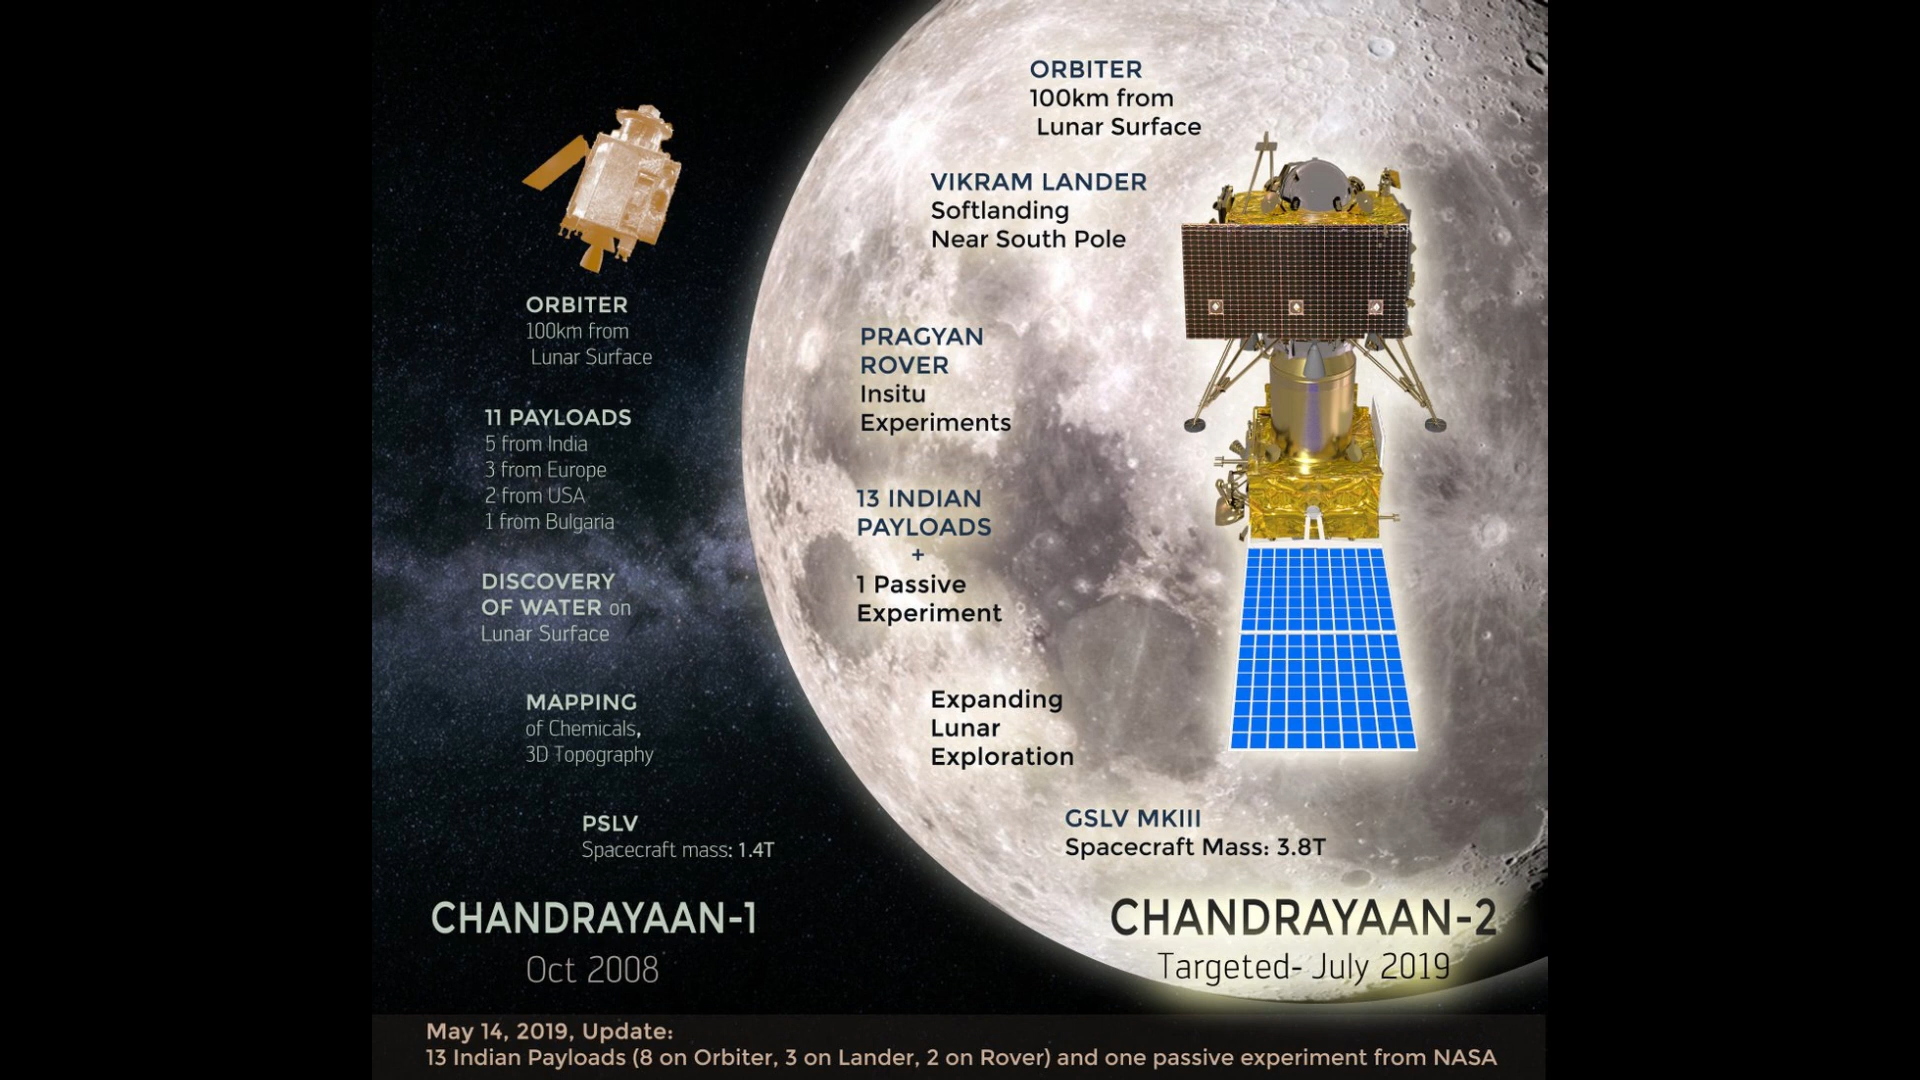 ORBITER
100km from
Lunar Surface
11 PAYLOADS
5 from India
3 from Europe
2 from USA
1 from Bulgaria
DISCOVERY
OF WATER on
Lunar Surface
MAPPING
of Chemicals,
3D Topography
PSLV
Spacecraft mass: 1.4T
CHANDRAYAAN-1
Oct 2008
ORBITER
100km from
Lunar Surface
VIKRAM LANDER
Softlanding
Near South Pole
PRAGYAN
ROVER
Insitu
Experiments
13 INDIAN
PAYLOADS
+
1 Passive
Experiment
Expanding
Lunar
Exploration
GSLV MKIII
Spacecraft Mass: 3.8T
CHANDRAYAAN-2
Targeted- July 2019
May 14, 2019, Update:
13 Indian Payloads (8 on Orbiter, 3 on Lander, 2 on Rover) and one passive experiment from NASA